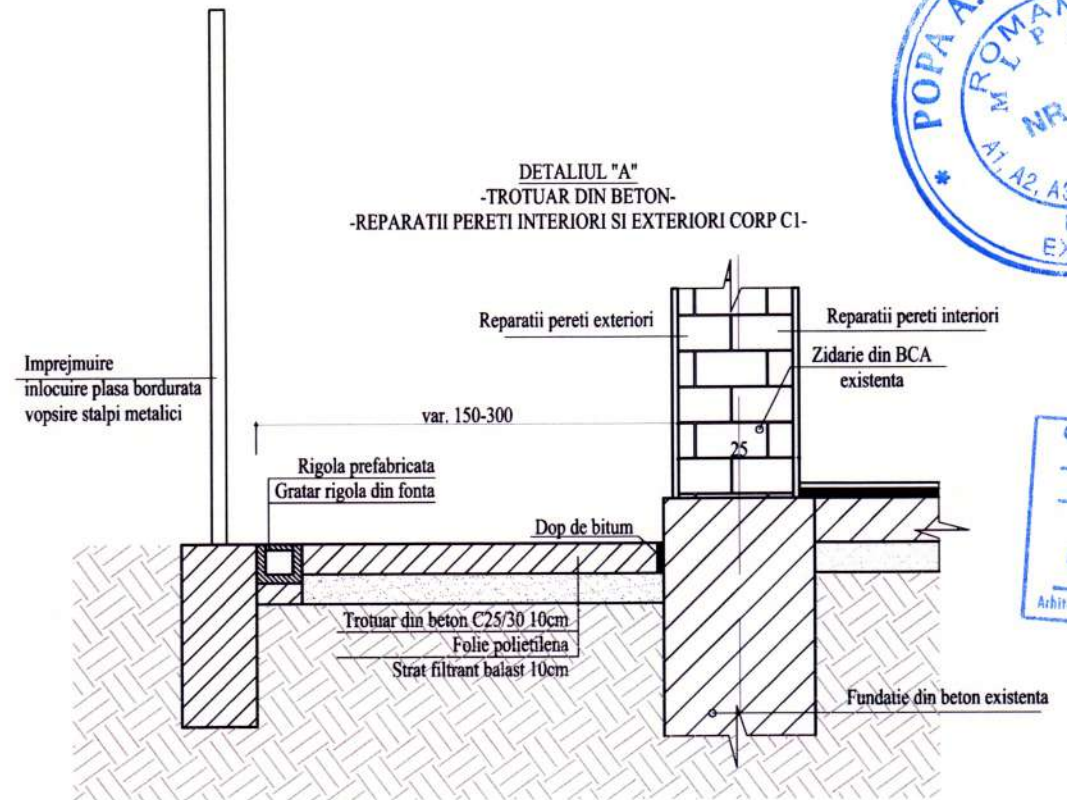 POPA A.
ROMAN
M L P
NR
A1, A2, A3
EX
DETALIUL "A"
-TROTUAR DIN BETON-
-REPARATII PERETI INTERIORI SI EXTERIORI CORP C1-
Reparatii pereti exteriori
Reparatii pereti interiori
Zidarie din BCA
existenta
Imprejmuire
inlocuire plasa bordurata
vopsire stalpi metalici
var. 150-300
25
Rigola prefabricata
Gratar rigola din fonta
Dop de bitum
Trotuar din beton C25/30 10cm
Folie polietilena
Strat filtrant balast 10cm
Fundatie din beton existenta